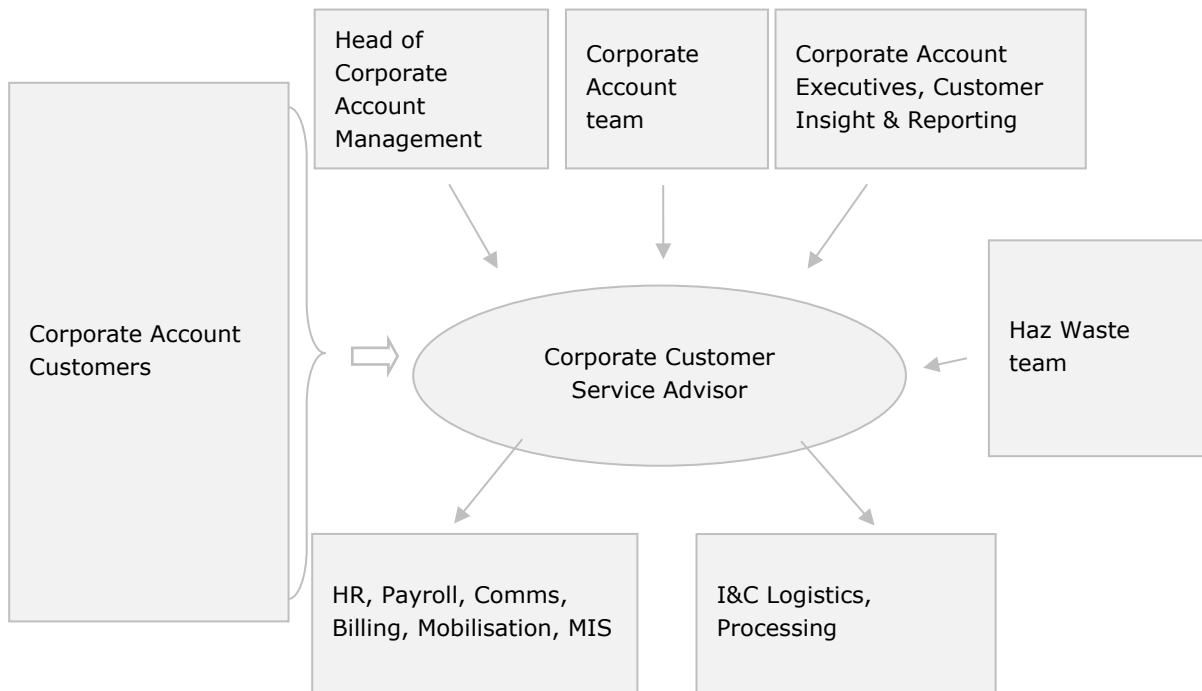 Head of
Corporate
Account
Management
Corporate
Account
team
Corporate Account
Executives, Customer
Insight & Reporting
Corporate Account
Customers
Corporate Customer
Service Advisor
Haz Waste
team
HR, Payroll, Comms,
Billing, Mobilisation, MIS
I&C Logistics,
Processing